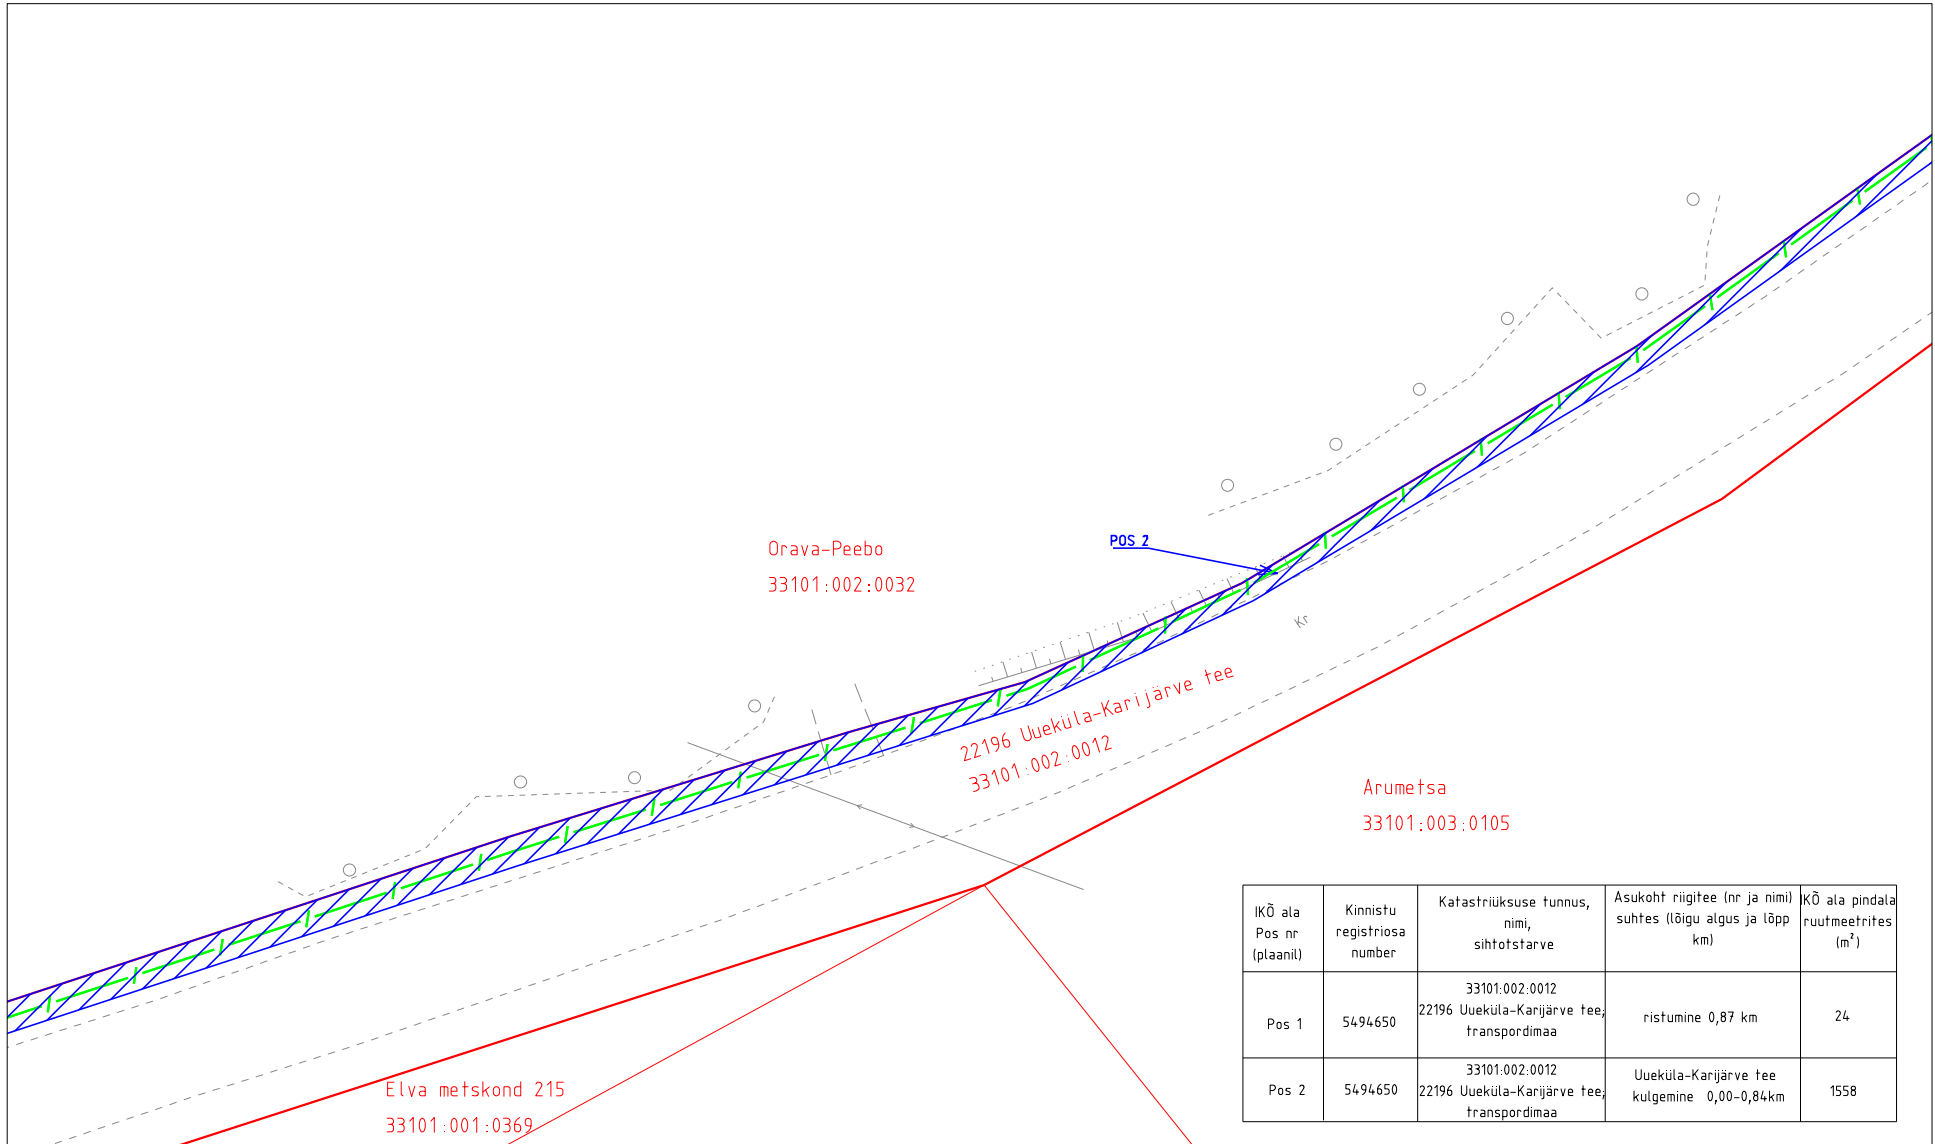 Orava-Peebo
33101:002:0032
POS 2
Kr
22196 Uueküla-Karijärve tee
33101:002:0012
Arumetsa
33101:003:0105
Elva metskond 215
33101:001:0369
IKÕ ala
Pos nr
(plaanil)
Kinnistu
registriosa
number
Katastriüksuse tunnus,
nimi,
sihtotstarve
Asukoht riigitee (nr ja nimi)
suhtes (lõigu algus ja lõpp
km)
IKÕ ala pindala
ruutmeetrites
(m²)
Pos 1
5494650
33101:002:0012
22196 Uueküla-Karijärve tee;
transpordimaa
ristumine 0,87 km
24
Pos 2
5494650
33101:002:0012
22196 Uueküla-Karijärve tee;
transpordimaa
Uueküla-Karijärve tee
kulgemine 0,00-0,84km
1558